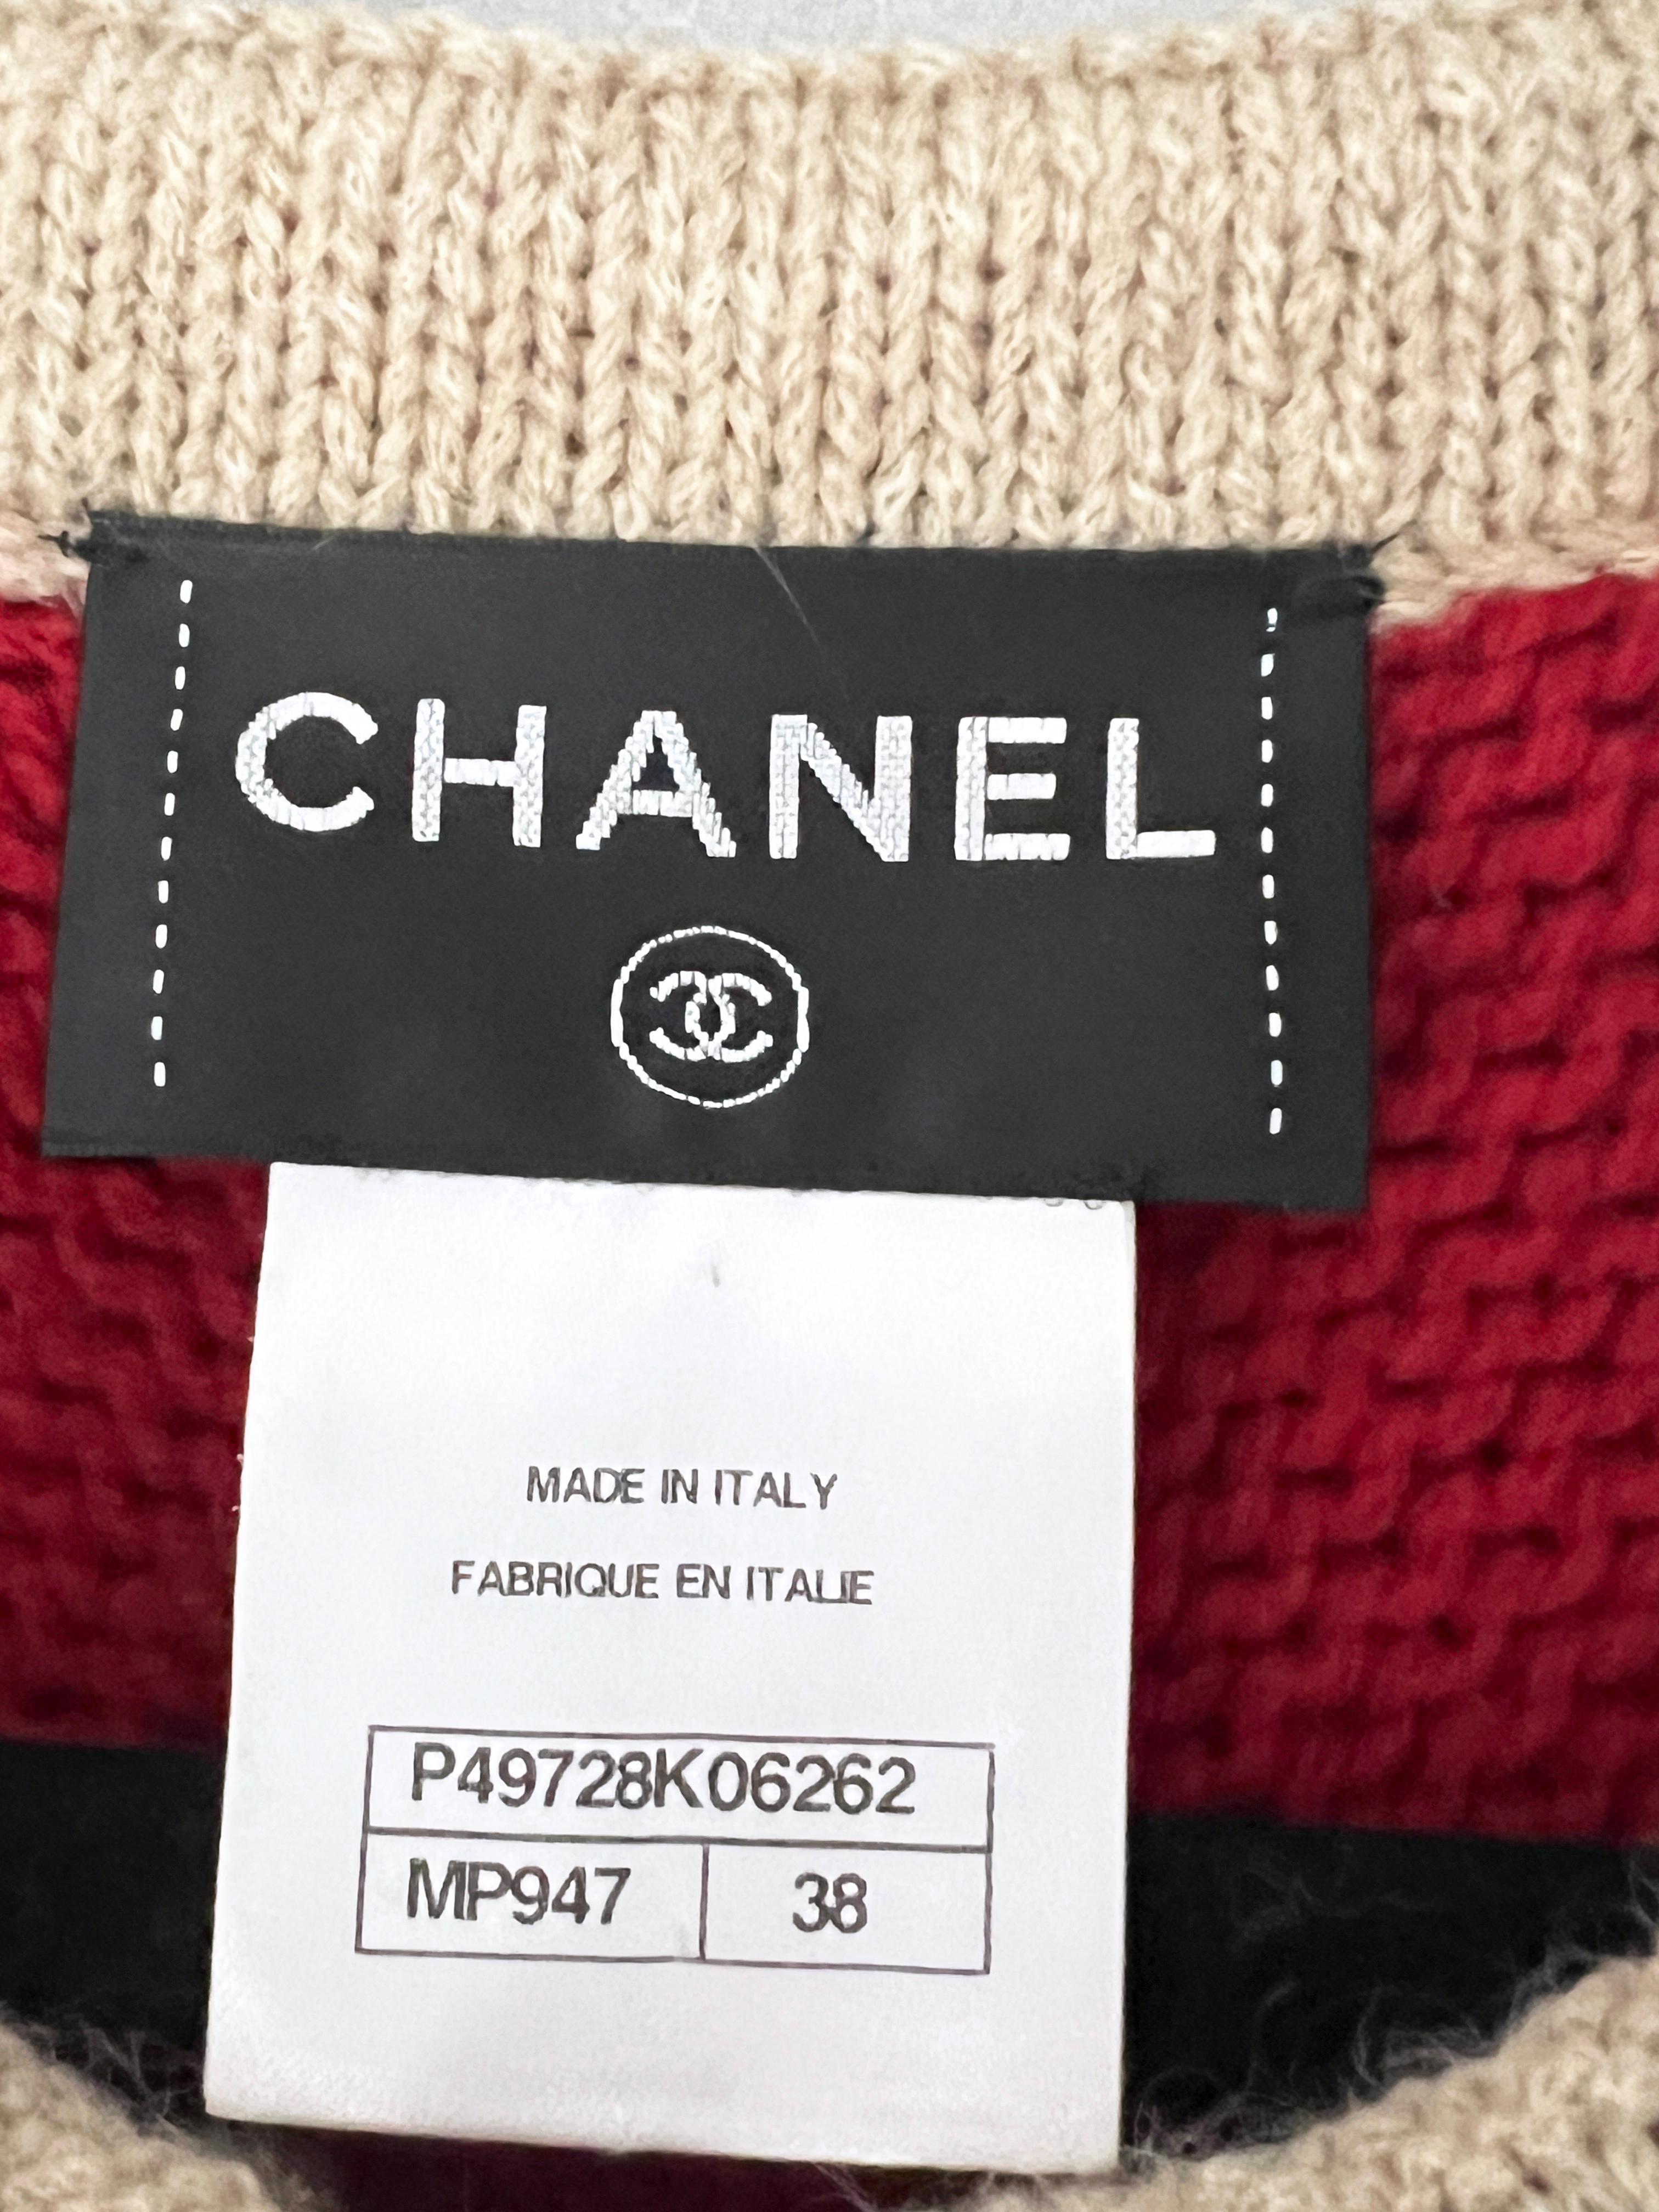 CHANEL
MADE IN ITALY
FABRIQUE EN ITALIE
P49728K06262
MP947 38